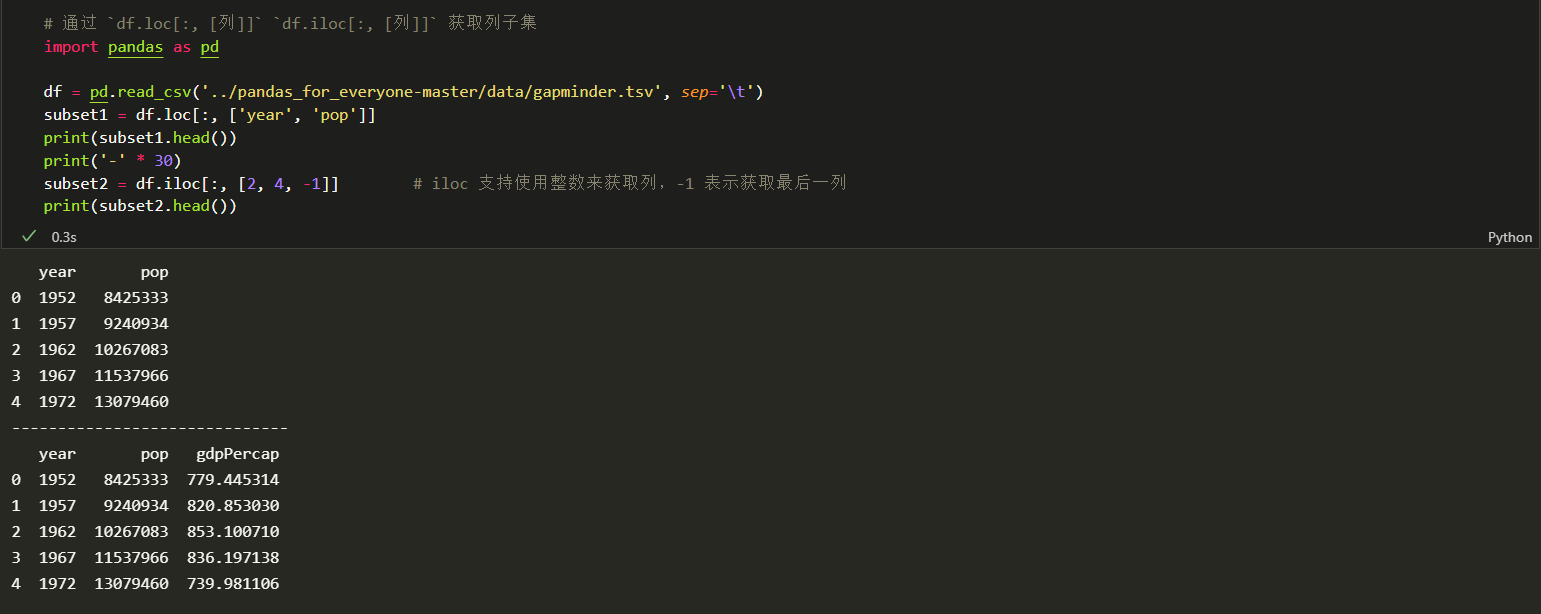 # 通过 `df.loc[:, [列]]` `df.iloc[:, [列]]` 获取列子集
import pandas as pd
df = pd.read_csv('../pandas_for_everyone-master/data/gapminder.tsv', sep='\t')
subset1 = df.loc[:, ['year', 'pop']]
print(subset1.head())
print('-' * 30)
subset2 = df.iloc[:, [2, 4, -1]]        # iloc 支持使用整数来获取列，-1 表示获取最后一列
print(subset2.head())
0.3s
Python
   year       pop
0  1952   8425333
1  1957   9240934
2  1962  10267083
3  1967  11537966
4  1972  13079460
------------------------------
   year       pop   gdpPercap
0  1952   8425333  779.445314
1  1957   9240934  820.853030
2  1962  10267083  853.100710
3  1967  11537966  836.197138
4  1972  13079460  739.981106